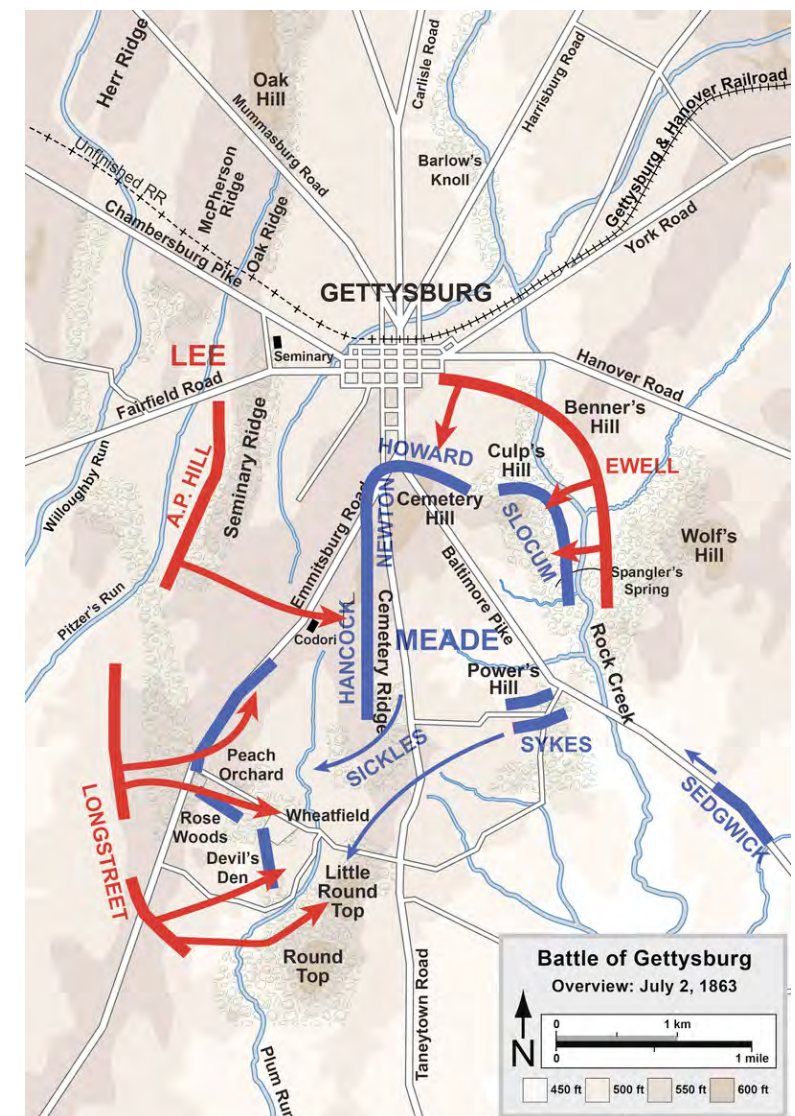 Herr Ridge
Oak
Hill
Mummasburg Road
Carlisle Road
Harrisburg Road
Gettysburg & Hanover Railroad
Unfinished RR
McPherson
Ridge
Barlow's
Knoll
Chambersburg Pike
Oak Ridge
York Road
GETTYSBURG
LEE
Seminary
Hanover Road
Fairfield Road
Benner's
Hill
HOWARD
Culp's
Hill
EWELL
A.P. HILL
Seminary Ridge
Willoughby Run
NEWTON
Cemetery
Hill
SLOCUM
Wolf's
Hill
Emmitsburg Road
Baltimore Pike
Spangler's
Spring
Pitzer's Run
Codori
HANCOCK
Cemetery Ridge
MEADE
Rock Creek
Power's
Hill
SICKLES
SYKES
Peach
Orchard
SEDGWICK
LONGSTREET
Wheatfield
Rose
Woods
Devil's
Den
Little
Round
Top
Round
Top
Taneytown Road
Plum Run
Battle of Gettysburg
Overview: July 2, 1863
N
0 1 km
0 1 mile
450 ft 500 ft 550 ft 600 ft